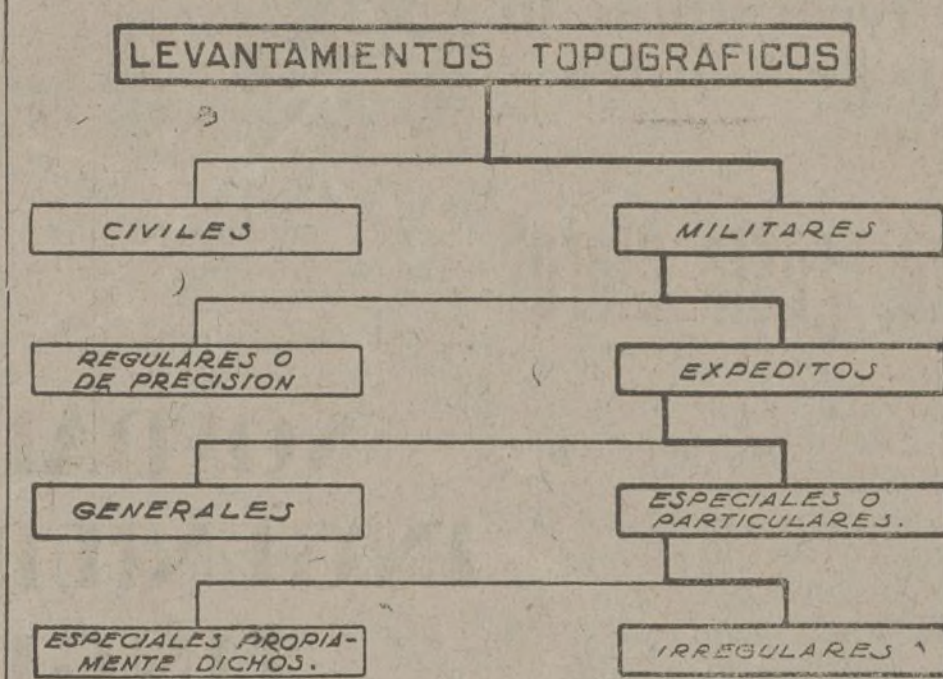 LEVANTAMIENTOS TOPOGRAFICOS
CIVILES
MILITARES
REGULARES O
DE PRECISION
EXPEDITOS
GENERALES
ESPECIALES O
PARTICULARES.
ESPECIALES PROPIA-
MENTE DICHOS.
IRREGULARES